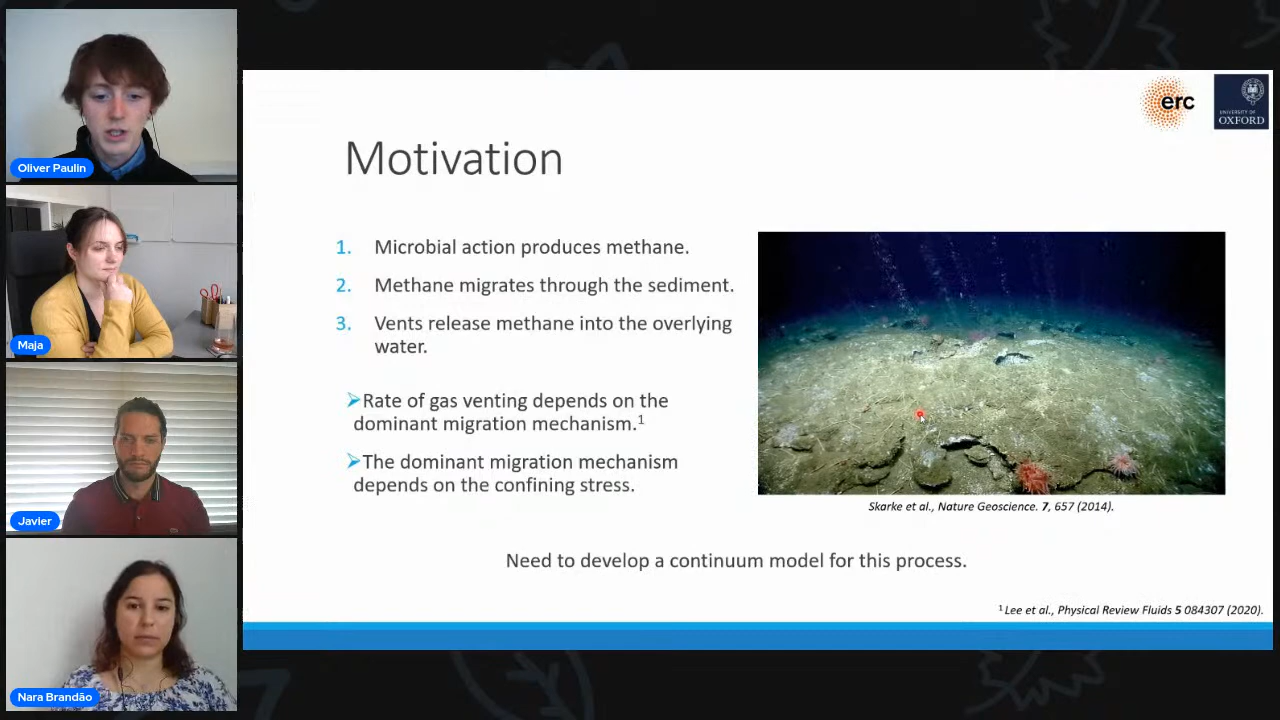 Oliver Paulin
Maja
Javier
Nara Brandão
erc
UNIVERSITY OF
OXFORD
Motivation
1. Microbial action produces methane.
2. Methane migrates through the sediment.
3. Vents release methane into the overlying
water.
➢Rate of gas venting depends on the
dominant migration mechanism.¹
➢The dominant migration mechanism
depends on the confining stress.
Skarke et al., Nature Geoscience. 7, 657 (2014).
Need to develop a continuum model for this process.
¹ Lee et al., Physical Review Fluids 5 084307 (2020).